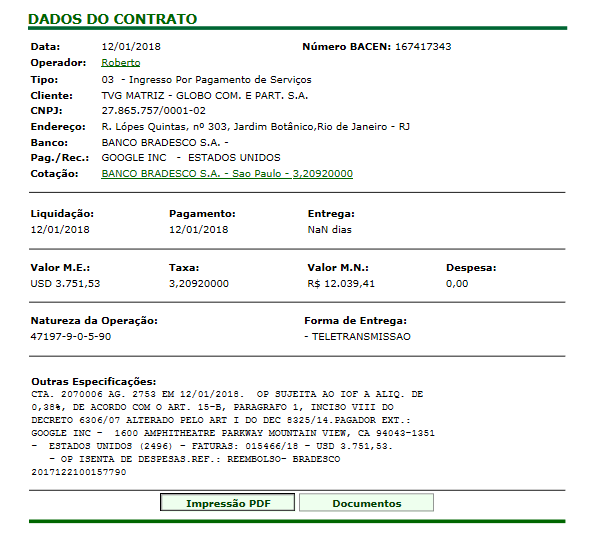 DADOS DO CONTRATO
Data: 12/01/2018 Número BACEN: 167417343
Operador: Roberto
Tipo: 03 - Ingresso Por Pagamento de Serviços
Cliente: TVG MATRIZ - GLOBO COM. E PART. S.A.
CNPJ: 27.865.757/0001-02
Endereço: R. Lópes Quintas, nº 303, Jardim Botânico,Rio de Janeiro - RJ
Banco: BANCO BRADESCO S.A. -
Pag./Rec.: GOOGLE INC - ESTADOS UNIDOS
Cotação: BANCO BRADESCO S.A. - Sao Paulo - 3,20920000
Liquidação: Pagamento: Entrega:
12/01/2018 12/01/2018 NaN dias
Valor M.E.: Taxa: Valor M.N.: Despesa:
USD 3.751,53 3,20920000 R$ 12.039,41 0,00
Natureza da Operação: Forma de Entrega:
47197-9-0-5-90 - TELETRANSMISSAO
Outras Especificações:
CTA. 2070006 AG. 2753 EM 12/01/2018. OP SUJEITA AO IOF A ALIQ. DE
0,38%, DE ACORDO COM O ART. 15-B, PARAGRAFO 1, INCISO VIII DO
DECRETO 6306/07 ALTERADO PELO ART I DO DEC 8325/14.PAGADOR EXT.:
GOOGLE INC - 1600 AMPHITHEATRE PARKWAY MOUNTAIN VIEW, CA 94043-1351
- ESTADOS UNIDOS (2496) - FATURAS: 015466/18 - USD 3.751,53.
- OP ISENTA DE DESPESAS.REF.: REEMBOLSO- BRADESCO
2017122100157790
Impressão PDF Documentos